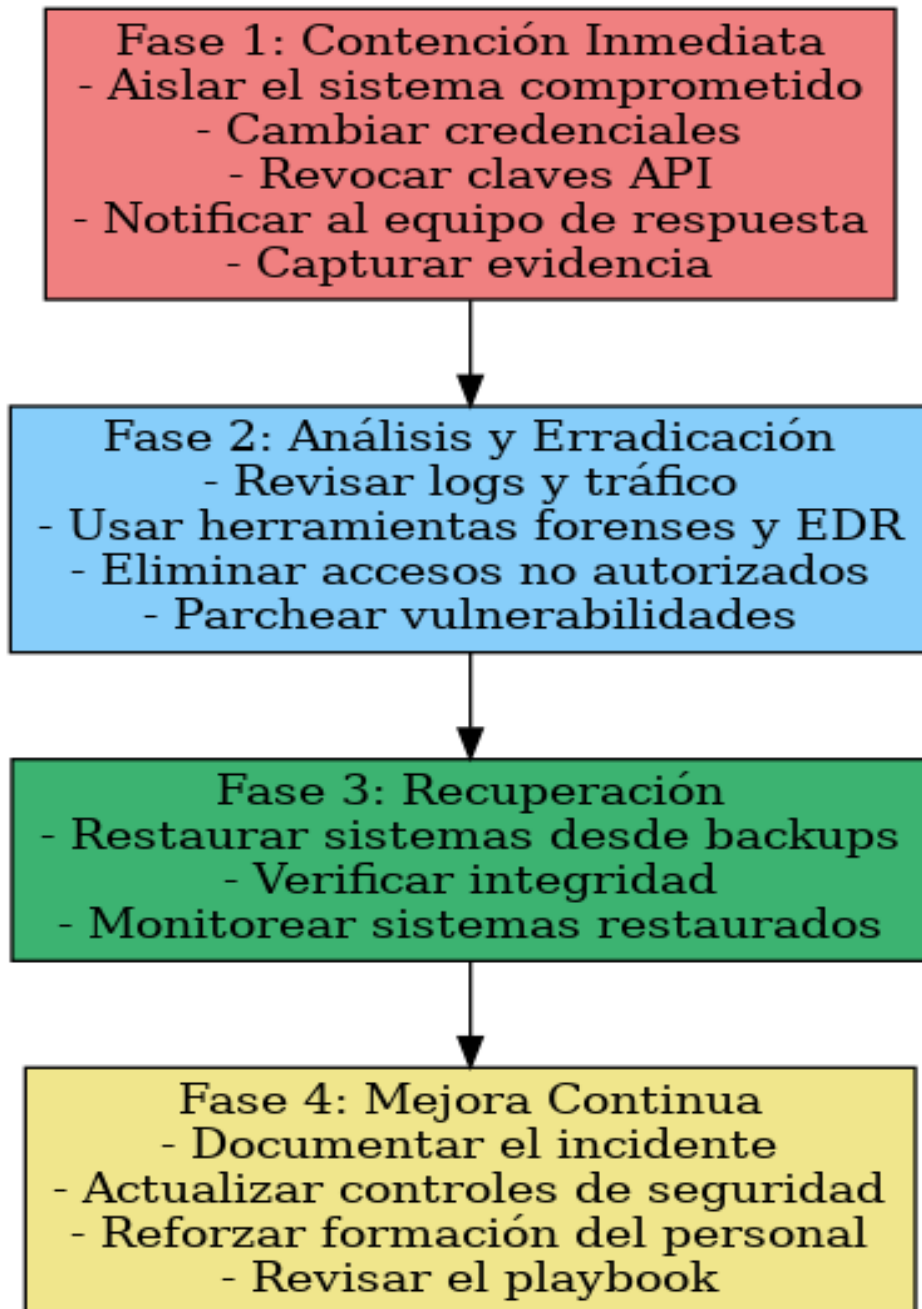 Fase 1: Contención Inmediata
- Aislar el sistema comprometido
- Cambiar credenciales
- Revocar claves API
- Notificar al equipo de respuesta
- Capturar evidencia
Fase 2: Análisis y Erradicación
- Revisar logs y tráfico
- Usar herramientas forenses y EDR
- Eliminar accesos no autorizados
- Parchear vulnerabilidades
Fase 3: Recuperación
- Restaurar sistemas desde backups
- Verificar integridad
- Monitorear sistemas restaurados
Fase 4: Mejora Continua
- Documentar el incidente
- Actualizar controles de seguridad
- Reforzar formación del personal
- Revisar el playbook